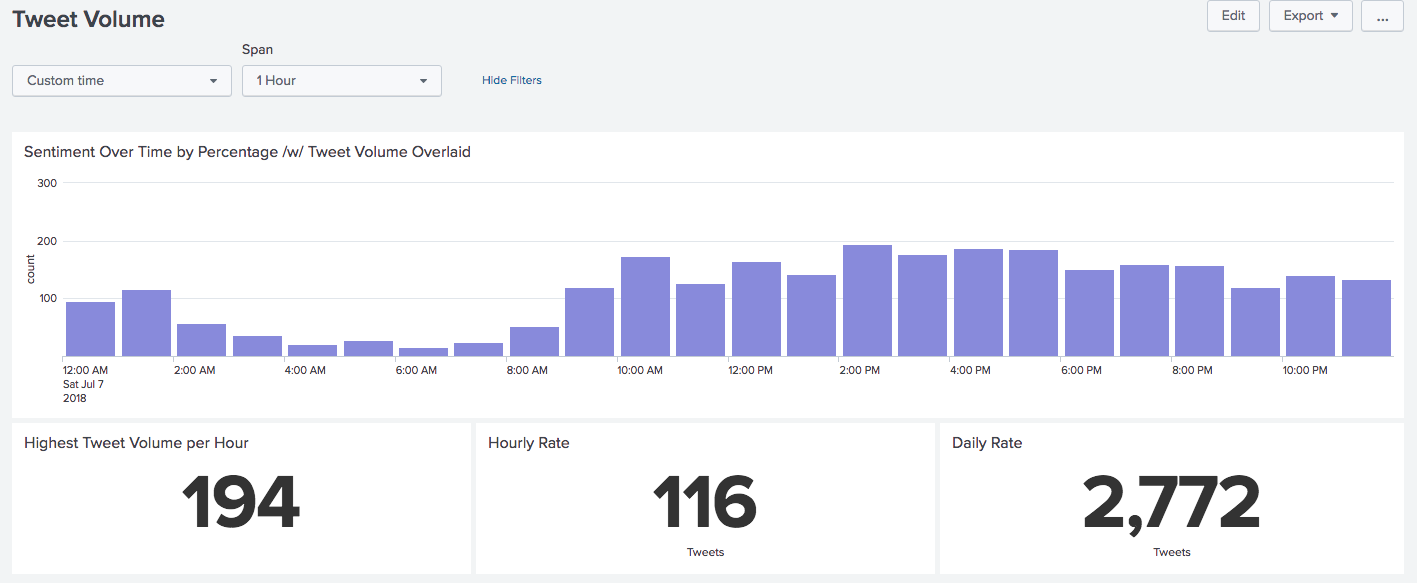 Tweet Volume
Edit
Export
...
Span
Custom time
1 Hour
Hide Filters
Sentiment Over Time by Percentage /w/ Tweet Volume Overlaid
300
200
100
count
12:00 AM 2:00 AM 4:00 AM 6:00 AM 8:00 AM 10:00 AM 12:00 PM 2:00 PM 4:00 PM 6:00 PM 8:00 PM 10:00 PM
Sat Jul 7
2018
Highest Tweet Volume per Hour
194
Hourly Rate
116
Tweets
Daily Rate
2,772
Tweets